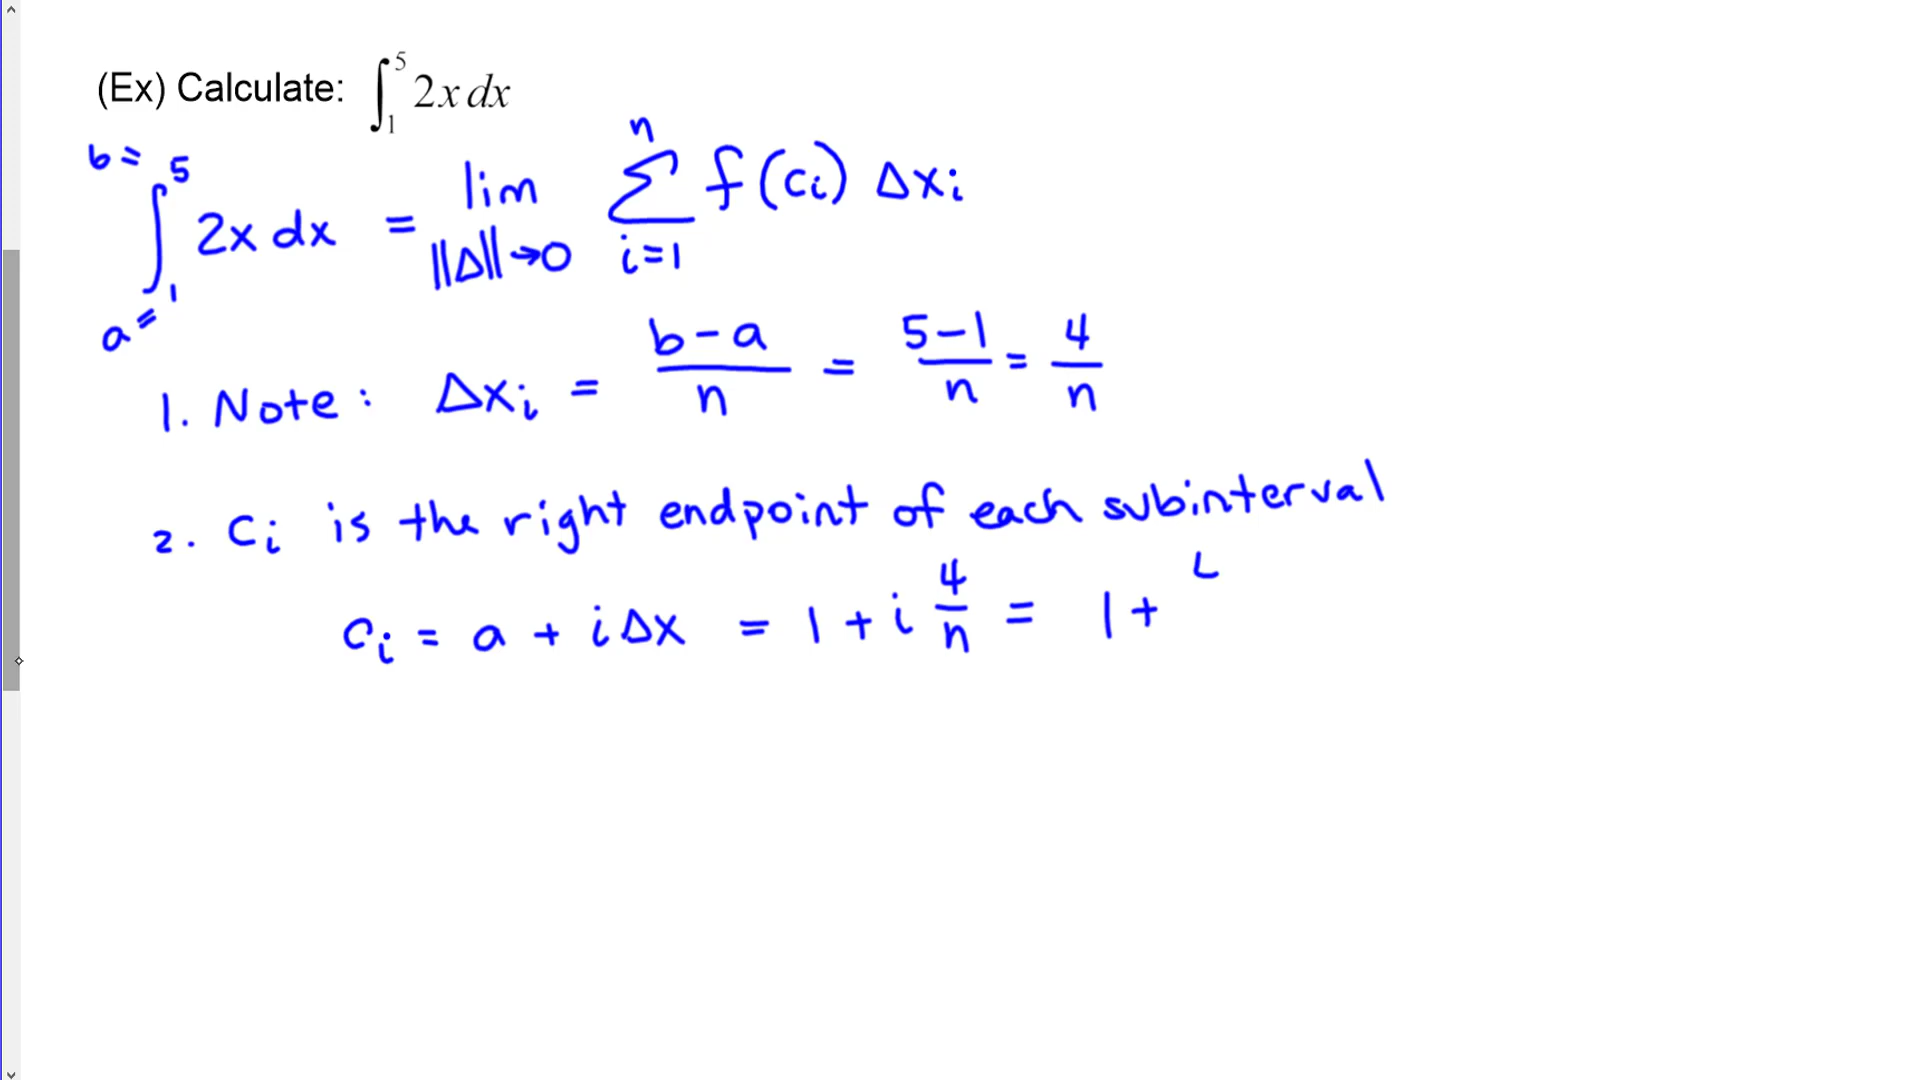 (Ex) Calculate: ∫₁⁵ 2x dx
b = 5
∫ 2x dx = lim ‖Δ‖→0 Σ i=1 n f(cᵢ) Δxᵢ
a = 1
1. Note: Δxᵢ = (b-a)/n = (5-1)/n = 4/n
2. cᵢ is the right endpoint of each subinterval
cᵢ = a + iΔx = 1 + i 4/n = 1 +